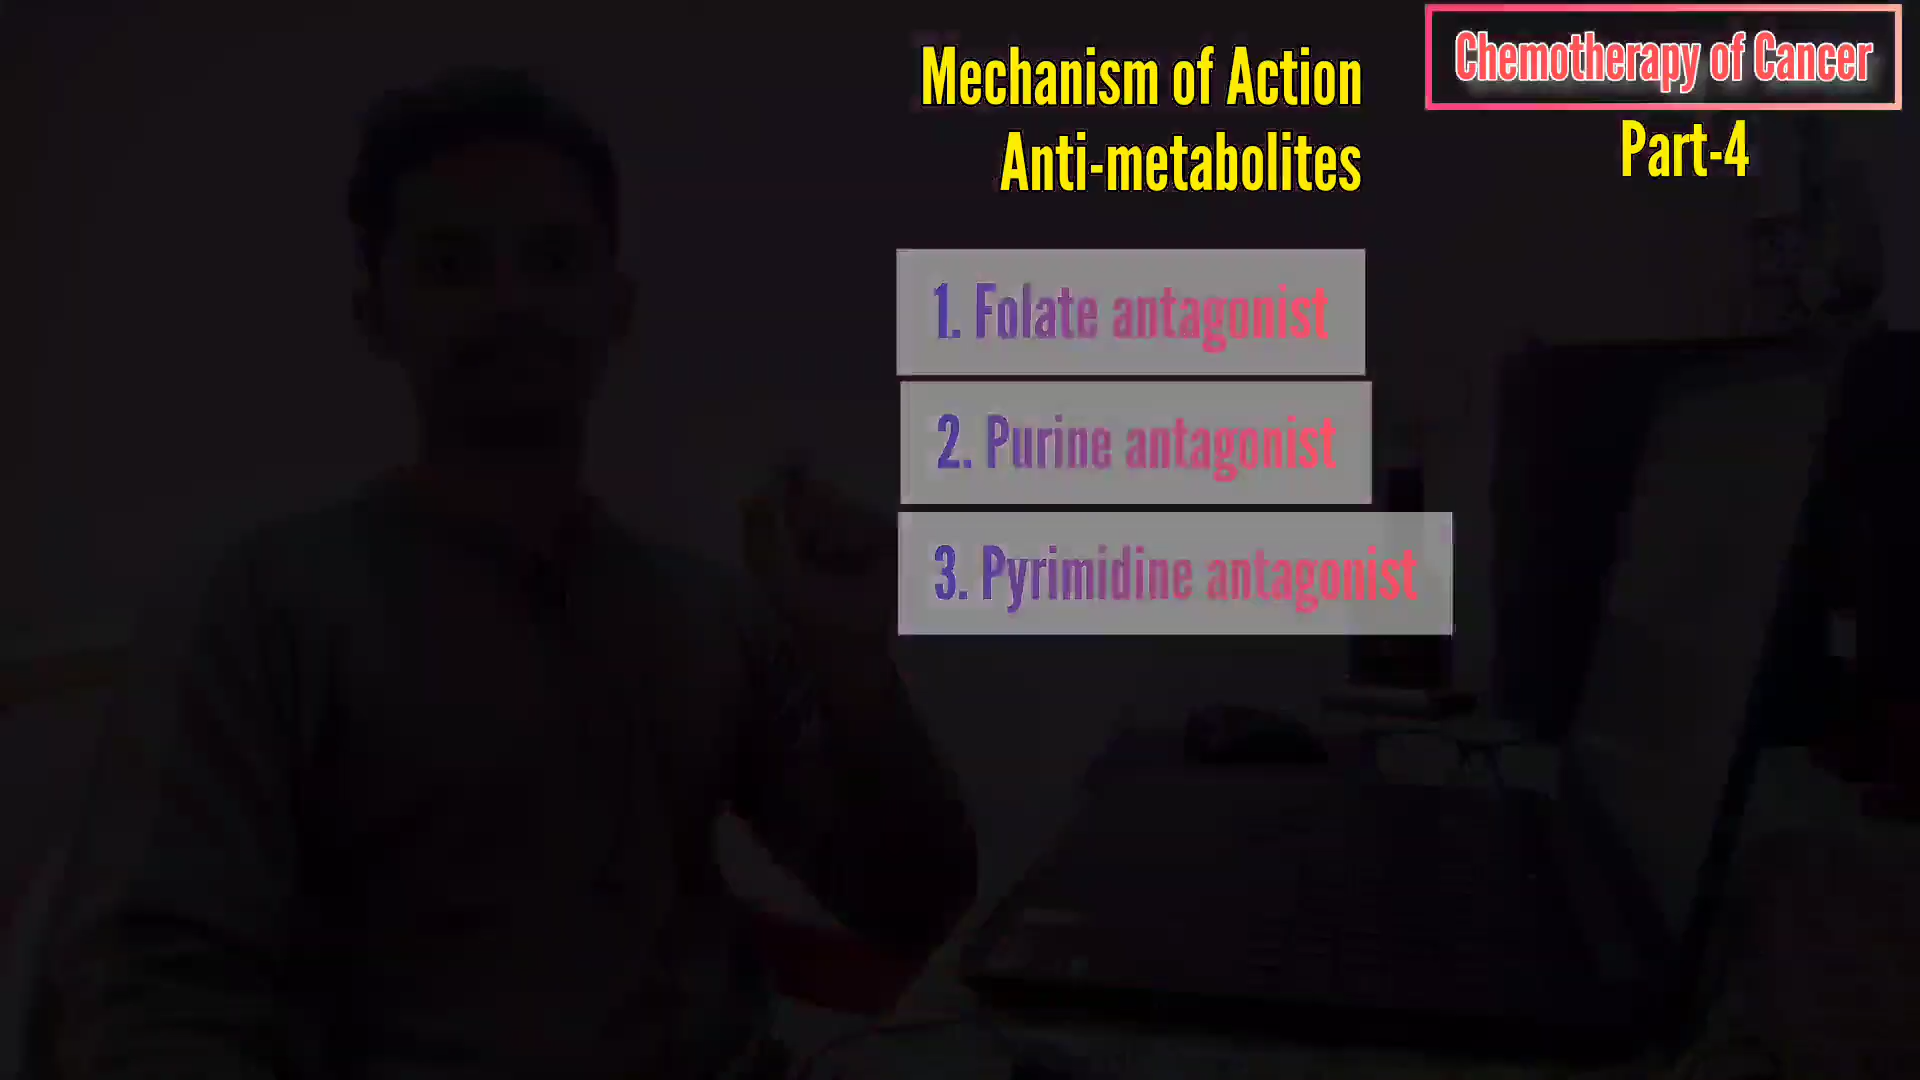 Mechanism of Action
Anti-metabolites
Chemotherapy of Cancer
Part-4
1. Folate antagonist
2. Purine antagonist
3. Pyrimidine antagonist